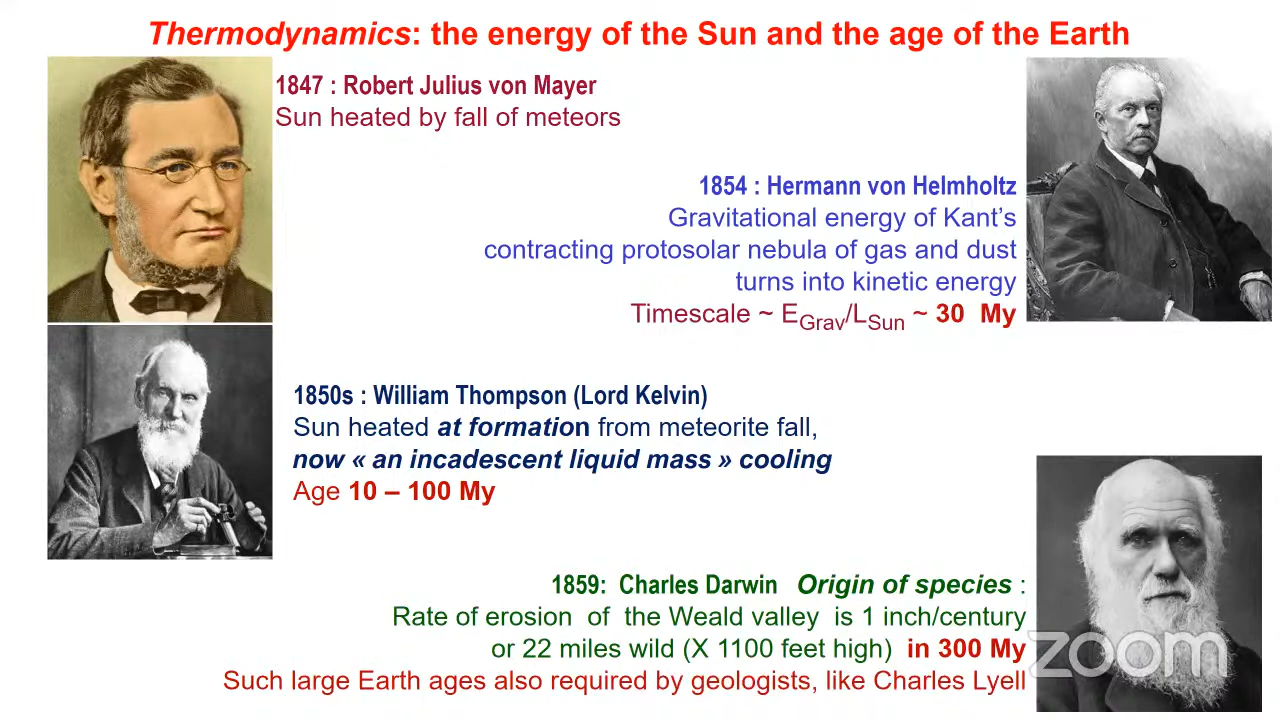 Thermodynamics: the energy of the Sun and the age of the Earth
1847 : Robert Julius von Mayer
Sun heated by fall of meteors
1854 : Hermann von Helmholtz
Gravitational energy of Kant’s
contracting protosolar nebula of gas and dust
turns into kinetic energy
Timescale ~ EGrav/LSun ~ 30 My
1850s : William Thompson (Lord Kelvin)
Sun heated at formation from meteorite fall,
now « an incadescent liquid mass » cooling
Age 10 – 100 My
1859: Charles Darwin Origin of species :
Rate of erosion of the Weald valley is 1 inch/century
or 22 miles wild (X 1100 feet high) in 300 My
Such large Earth ages also required by geologists, like Charles Lyell
zoom